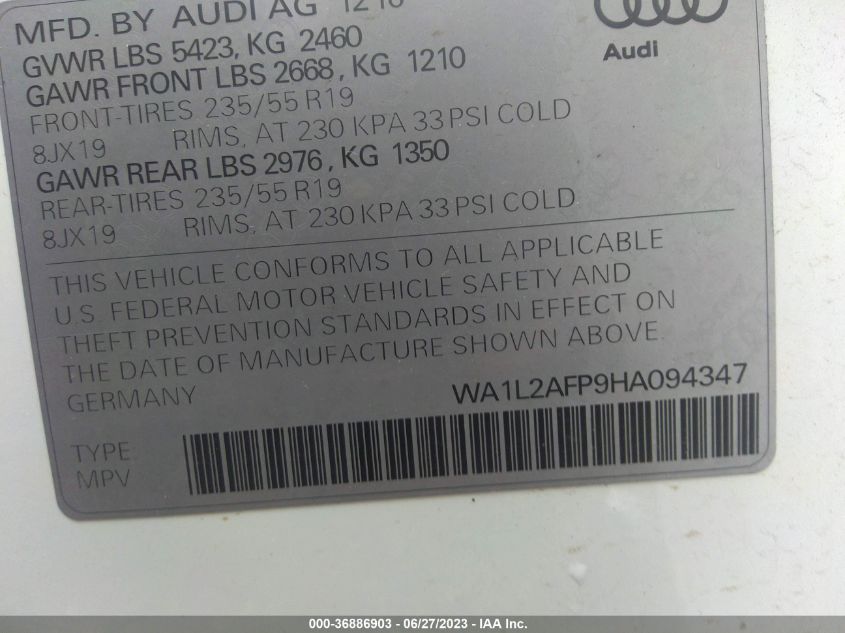 MFD. BY AUDI AG 12 16
GVWR LBS 5423, KG 2460
GAWR FRONT LBS 2668, KG 1210
FRONT-TIRES 235/55 R19
8JX19 RIMS, AT 230 KPA 33 PSI COLD
GAWR REAR LBS 2976, KG 1350
REAR-TIRES 235/55 R19
8JX19 RIMS, AT 230 KPA 33 PSI COLD
Audi
THIS VEHICLE CONFORMS TO ALL APPLICABLE
U.S. FEDERAL MOTOR VEHICLE SAFETY AND
THEFT PREVENTION STANDARDS IN EFFECT ON
THE DATE OF MANUFACTURE SHOWN ABOVE.
GERMANY WA1L2AFP9HA094347
TYPE:
MPV
000-36886903 - 06/27/2023 - IAA Inc.